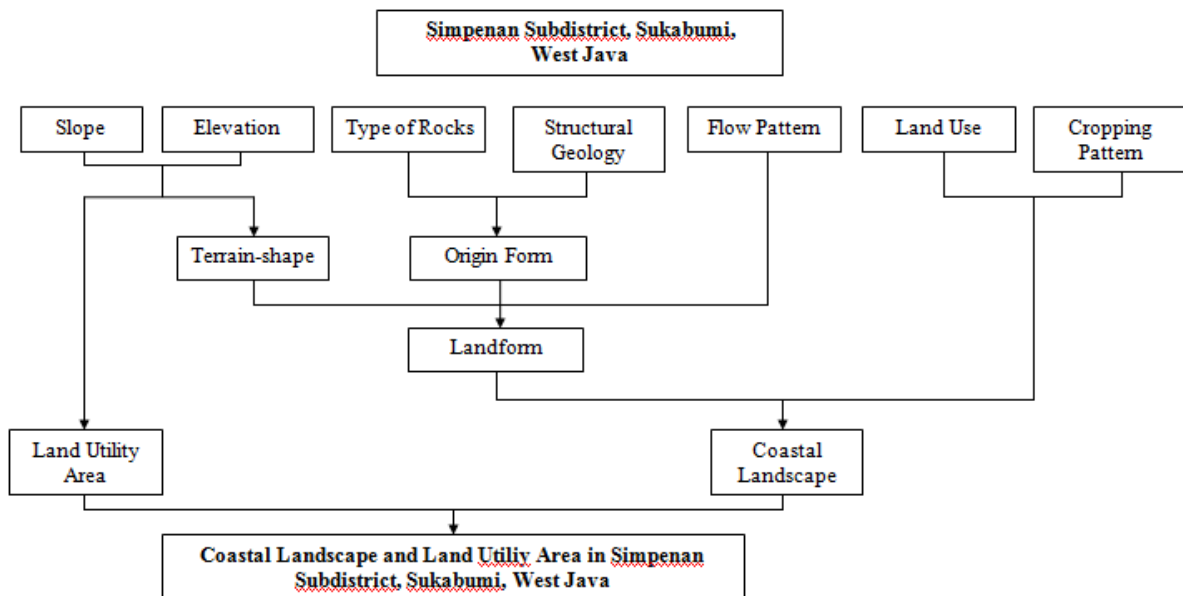 Simpenan Subdistrict, Sukabumi,
West Java
Slope
Elevation
Type of Rocks
Structural
Geology
Flow Pattern
Land Use
Cropping
Pattern
Terrain-shape
Origin Form
Landform
Land Utility
Area
Coastal
Landscape
Coastal Landscape and Land Utiliy Area in Simpenan
Subdistrict, Sukabumi, West Java